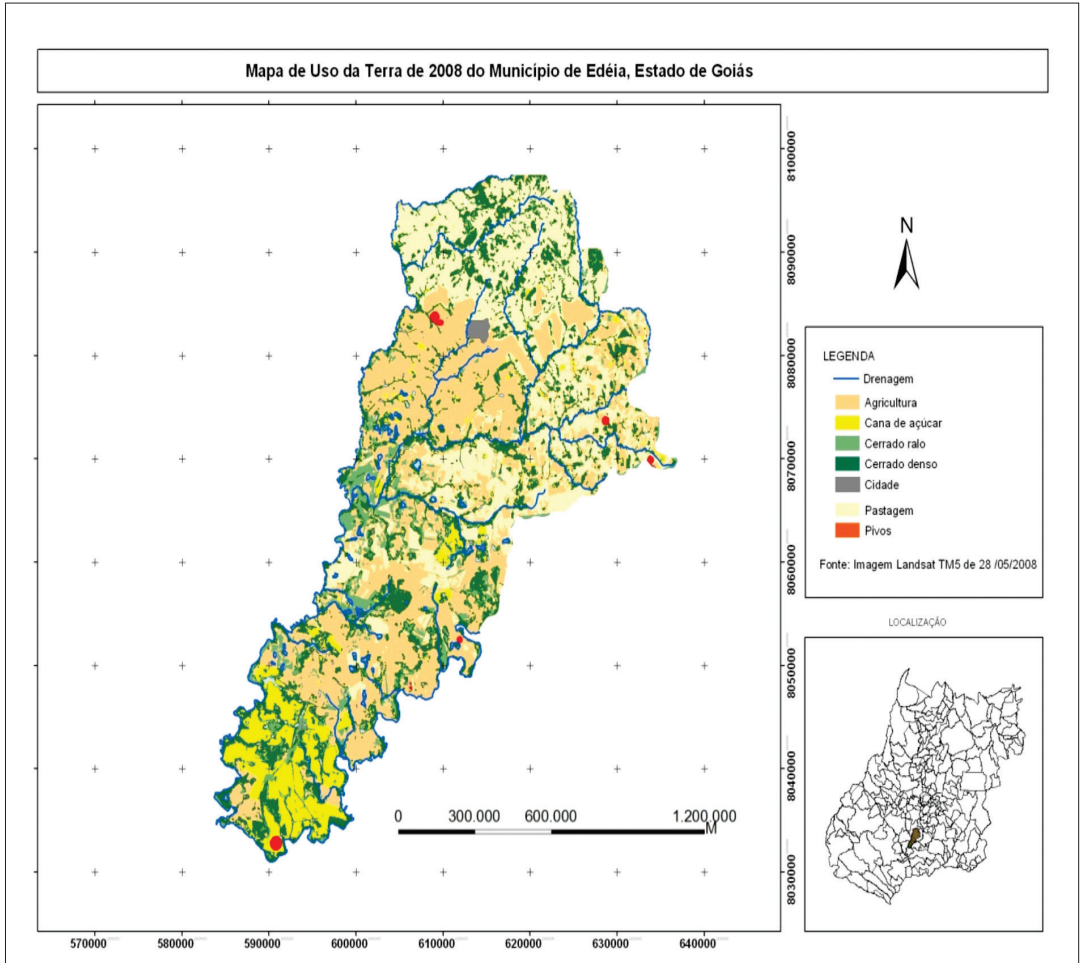 Mapa de Uso da Terra de 2008 do Município de Edéia, Estado de Goiás
8100000
8090000
8080000
8070000
8060000
8050000
8040000
8030000
N
LEGENDA
Drenagem
Agricultura
Cana de açúcar
Cerrado ralo
Cerrado denso
Cidade
Pastagem
Pivos
Fonte: Imagem Landsat TM5 de 28 /05/2008
LOCALIZAÇÃO
0 300.000 600.000 1.200.000
M
570000 580000 590000 600000 610000 620000 630000 640000